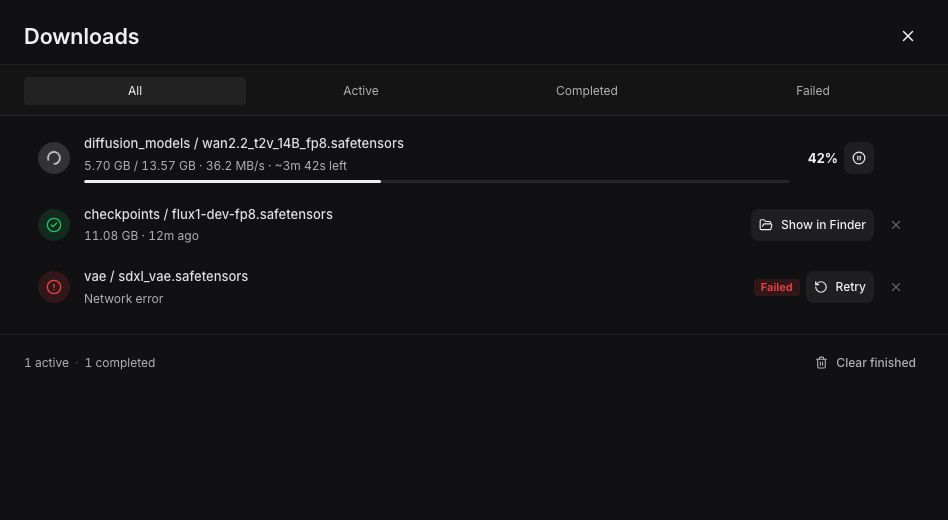 Downloads
All Active Completed Failed
diffusion_models / wan2.2_t2v_14B_fp8.safetensors
5.70 GB / 13.57 GB · 36.2 MB/s · ~3m 42s left
42%
checkpoints / flux1-dev-fp8.safetensors
11.08 GB · 12m ago
Show in Finder
vae / sdxl_vae.safetensors
Network error
Failed
Retry
1 active · 1 completed
Clear finished